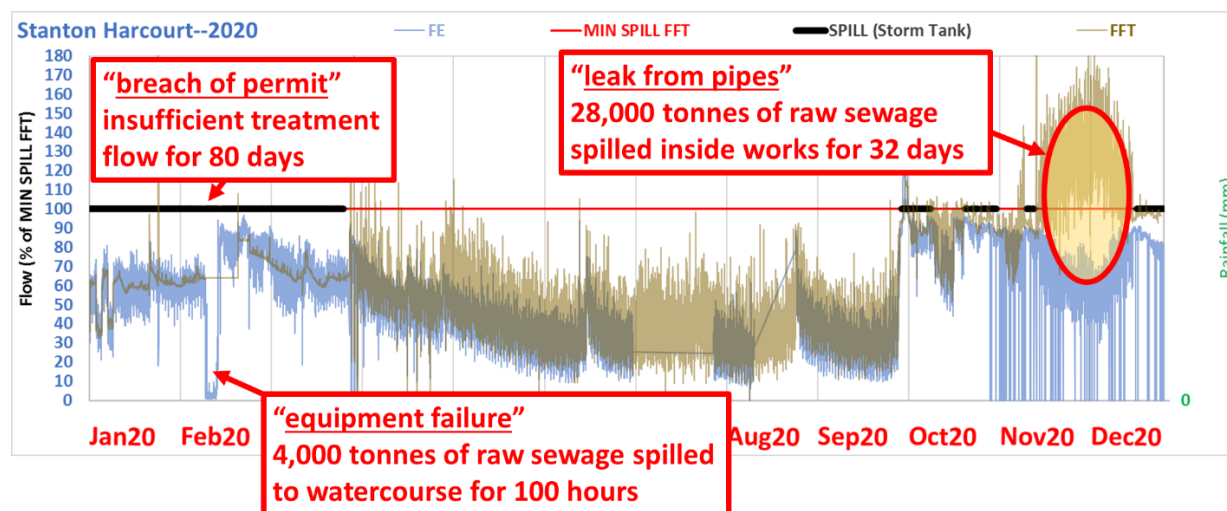 Stanton Harcourt--2020
FE
MIN SPILL FFT
SPILL (Storm Tank)
FFT
Flow (% of MIN SPILL FFT)
180
170
160
150
140
130
120
110
100
90
80
70
60
50
40
30
20
10
0
“breach of permit”
insufficient treatment
flow for 80 days
“leak from pipes”
28,000 tonnes of raw sewage
spilled inside works for 32 days
“equipment failure”
4,000 tonnes of raw sewage spilled
to watercourse for 100 hours
Jan20 Feb20 Aug20 Sep20 Oct20 Nov20 Dec20
Rainfall (mm)
0